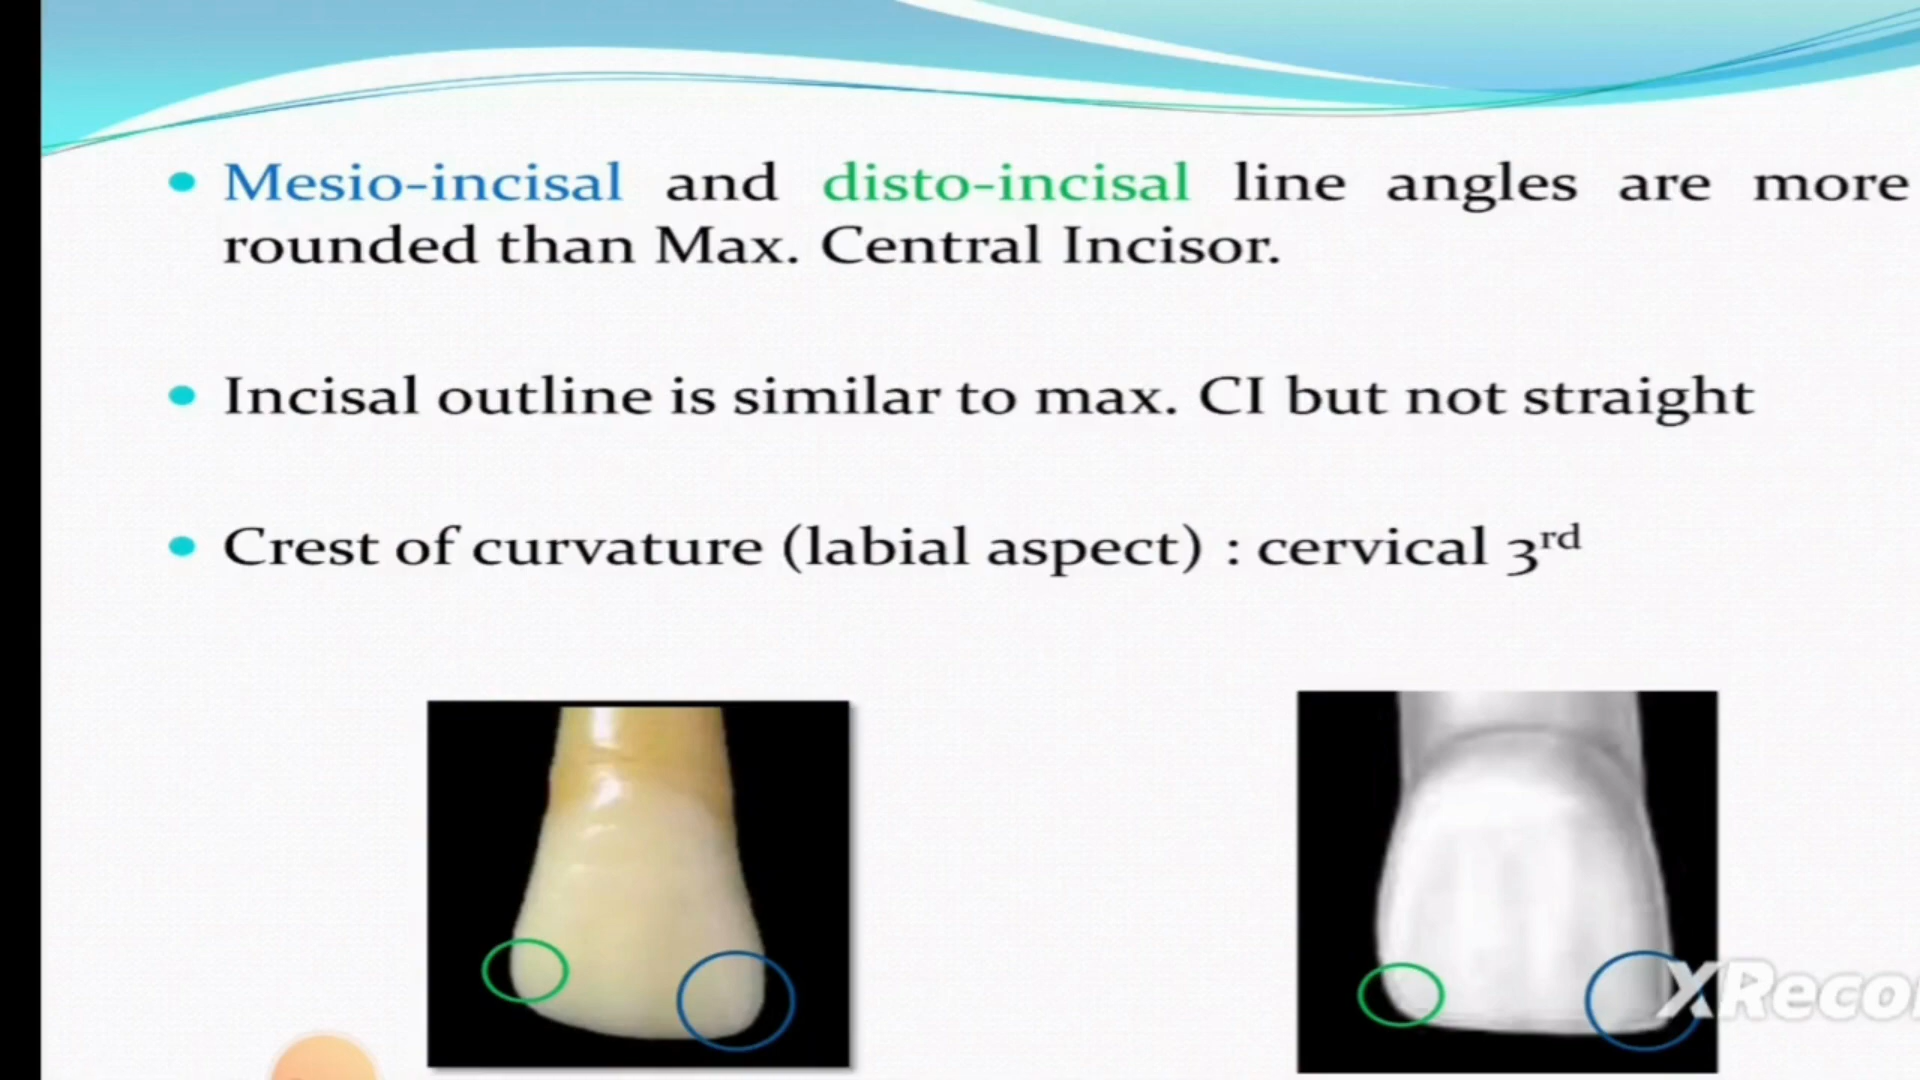 Mesio-incisal and disto-incisal line angles are more
rounded than Max. Central Incisor.
Incisal outline is similar to max. CI but not straight
Crest of curvature (labial aspect) : cervical 3rd
XReco